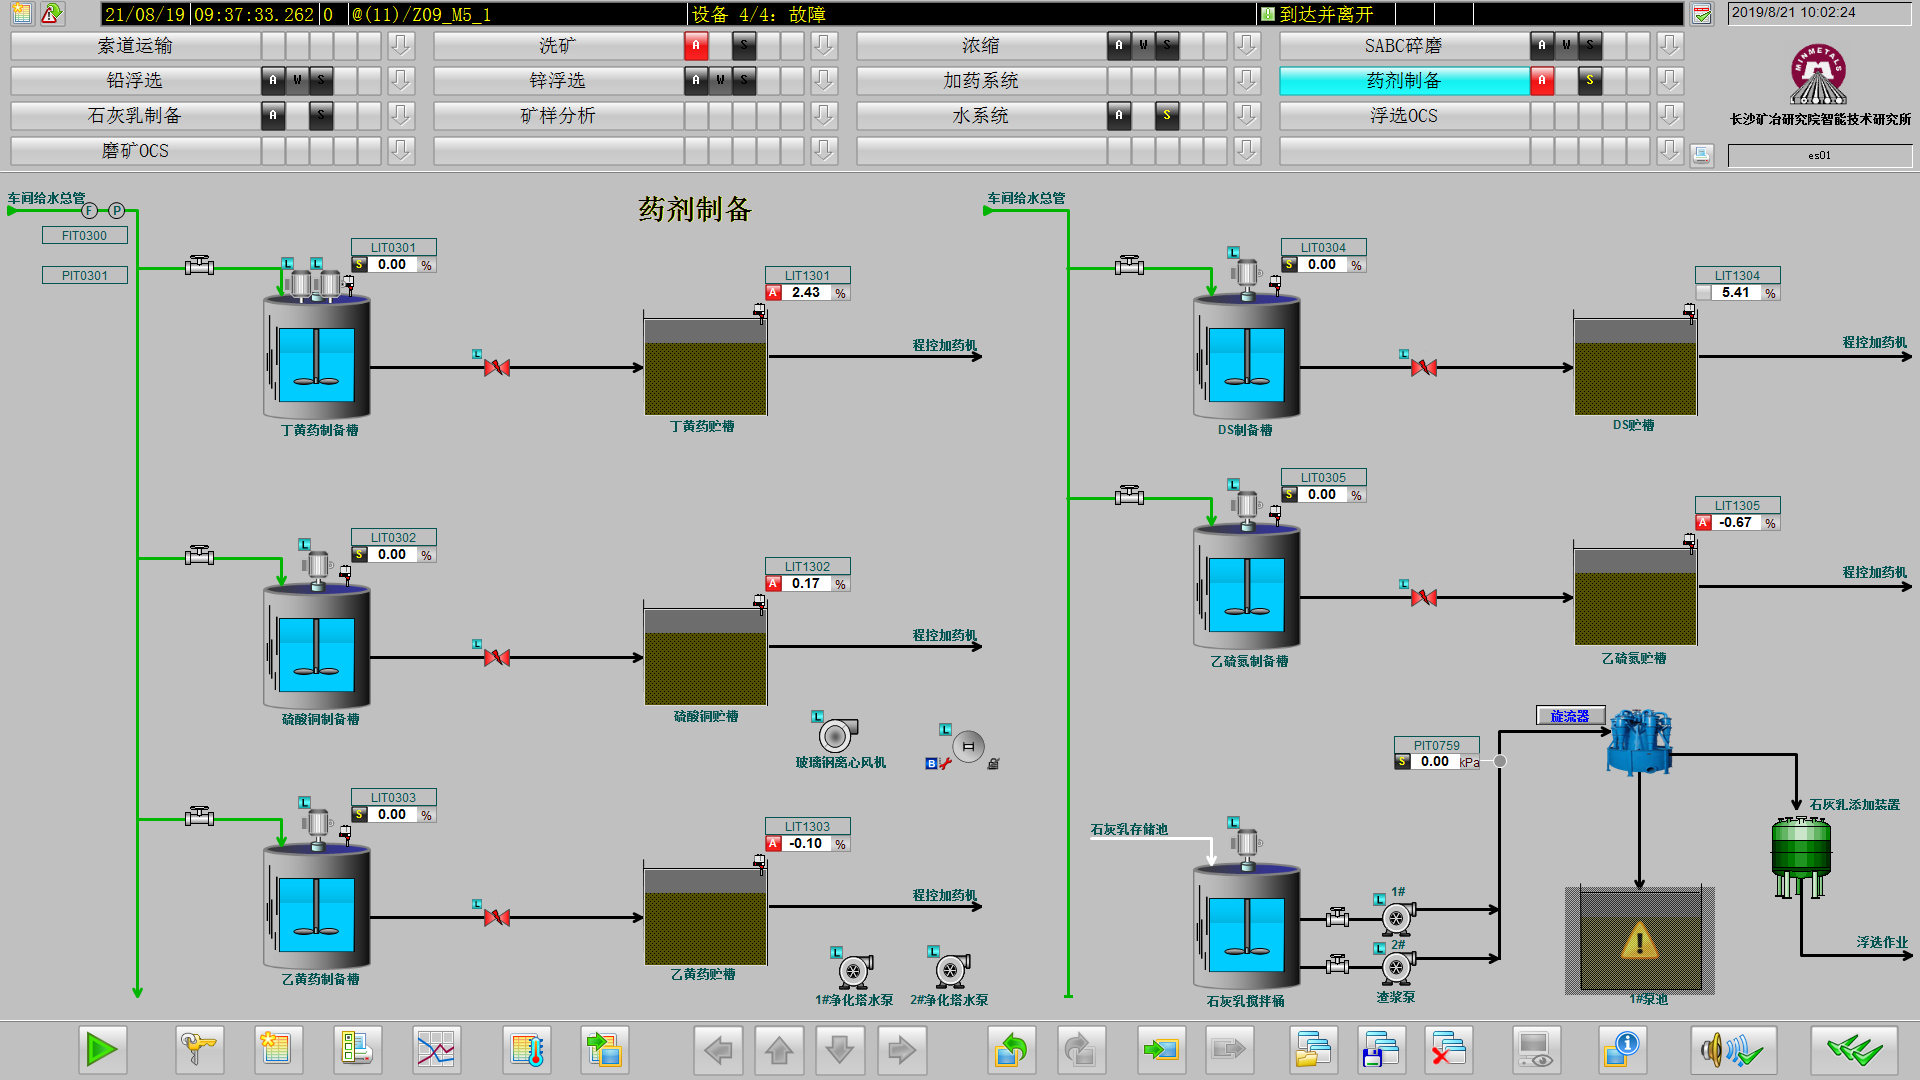 21/08/19 09:37:33.262 0 @(11)/Z09_M5_1 设备 4/4: 故障 到达并离开 2019/8/21 10:02:24
索道运输 洗矿 A S 浓缩 A W S SABC碎磨 A W S
铅浮选 A W S 锌浮选 A W S 加药系统 药剂制备 A S
石灰乳制备 A S 矿样分析 水系统 A S 浮选OCS
磨矿OCS
MINMETALS
长沙矿冶研究院智能技术研究所
es01
药剂制备
车间给水总管
F P
FIT0300
PIT0301
L L
LIT0301
S 0.00 %
丁黄药制备槽
L
LIT1301
A 2.43 %
丁黄药贮槽
程控加药机
L
LIT0302
S 0.00 %
硫酸铜制备槽
L
LIT1302
A 0.17 %
硫酸铜贮槽
程控加药机
L
玻璃钢离心风机
L
B
L
LIT0303
S 0.00 %
乙黄药制备槽
L
LIT1303
A -0.10 %
乙黄药贮槽
程控加药机
L
1#净化塔水泵
L
2#净化塔水泵
车间给水总管
L
LIT0304
S 0.00 %
DS制备槽
L
LIT1304
5.41 %
DS贮槽
程控加药机
L
LIT0305
S 0.00 %
乙硫氮制备槽
L
LIT1305
A -0.67 %
乙硫氮贮槽
程控加药机
旋流器
PIT0759
S 0.00 kPa
石灰乳添加装置
石灰乳存储池
L
石灰乳搅拌桶
L 1#
L 2#
渣浆泵
1#泵池
浮选作业